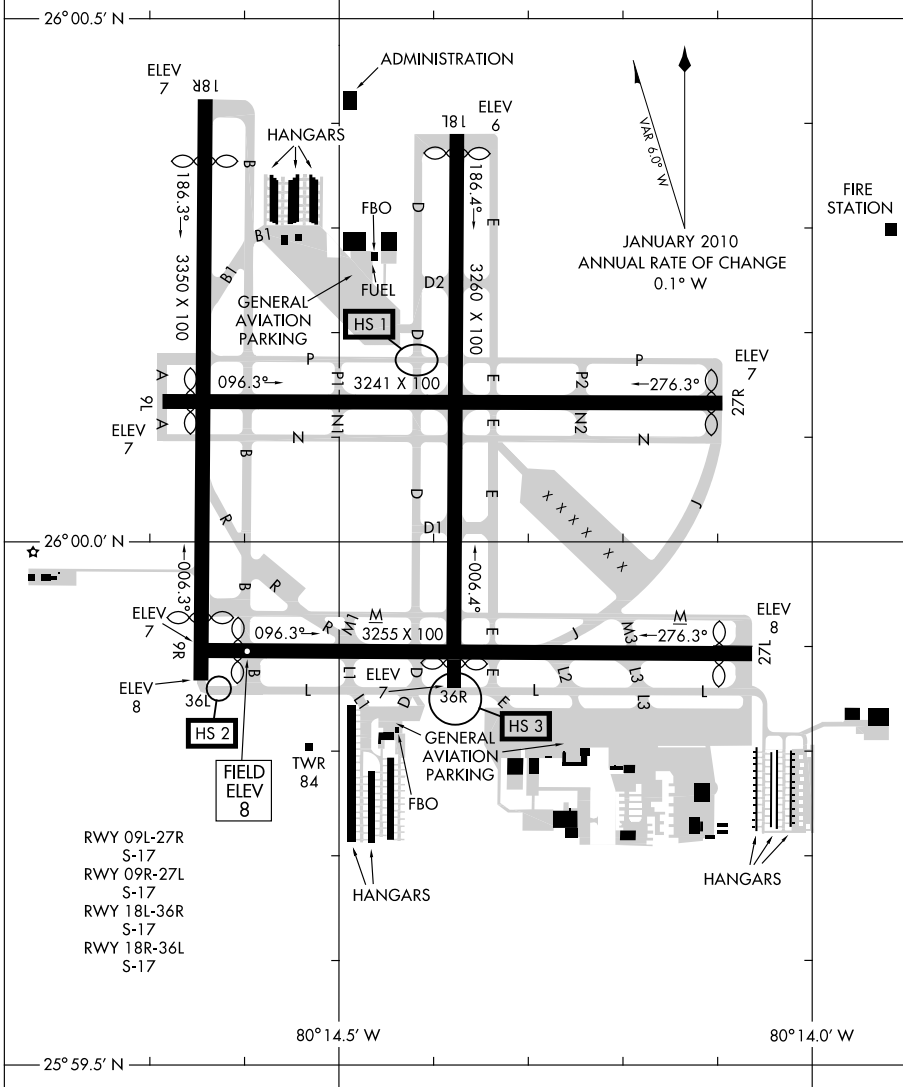 26°00.5' N
ELEV
7
18R
ADMINISTRATION
18L
ELEV
6
HANGARS
VAR 6.0° W
B
186.3°
186.4°
D
E
FBO
FIRE
STATION
JANUARY 2010
ANNUAL RATE OF CHANGE
0.1° W
B1
B1
3350 X 100
FUEL
D2
3260 X 100
GENERAL
AVIATION
PARKING
HS 1
D
P
P
ELEV
7
A
096.3°
P1
3241 X 100
E
P2
276.3°
9L
27R
A
N1
E
N2
ELEV
7
N
N
B
D
E
X X X X X
J
R
D1
26°00.0' N
006.3°
006.4°
B
R
ELEV
7
9R
096.3°
R
M1
M
3255 X 100
E
J
M3
M
276.3°
ELEV
8
27L
ELEV
8
36L
B
L
L1
D
ELEV
7
36R
E
L2
L3
L
L
L1
D
E
L3
HS 2
HS 3
GENERAL
AVIATION
PARKING
TWR
84
FIELD
ELEV
8
FBO
RWY 09L-27R
S-17
RWY 09R-27L
S-17
RWY 18L-36R
S-17
RWY 18R-36L
S-17
HANGARS
HANGARS
80°14.5' W
80°14.0' W
25°59.5' N